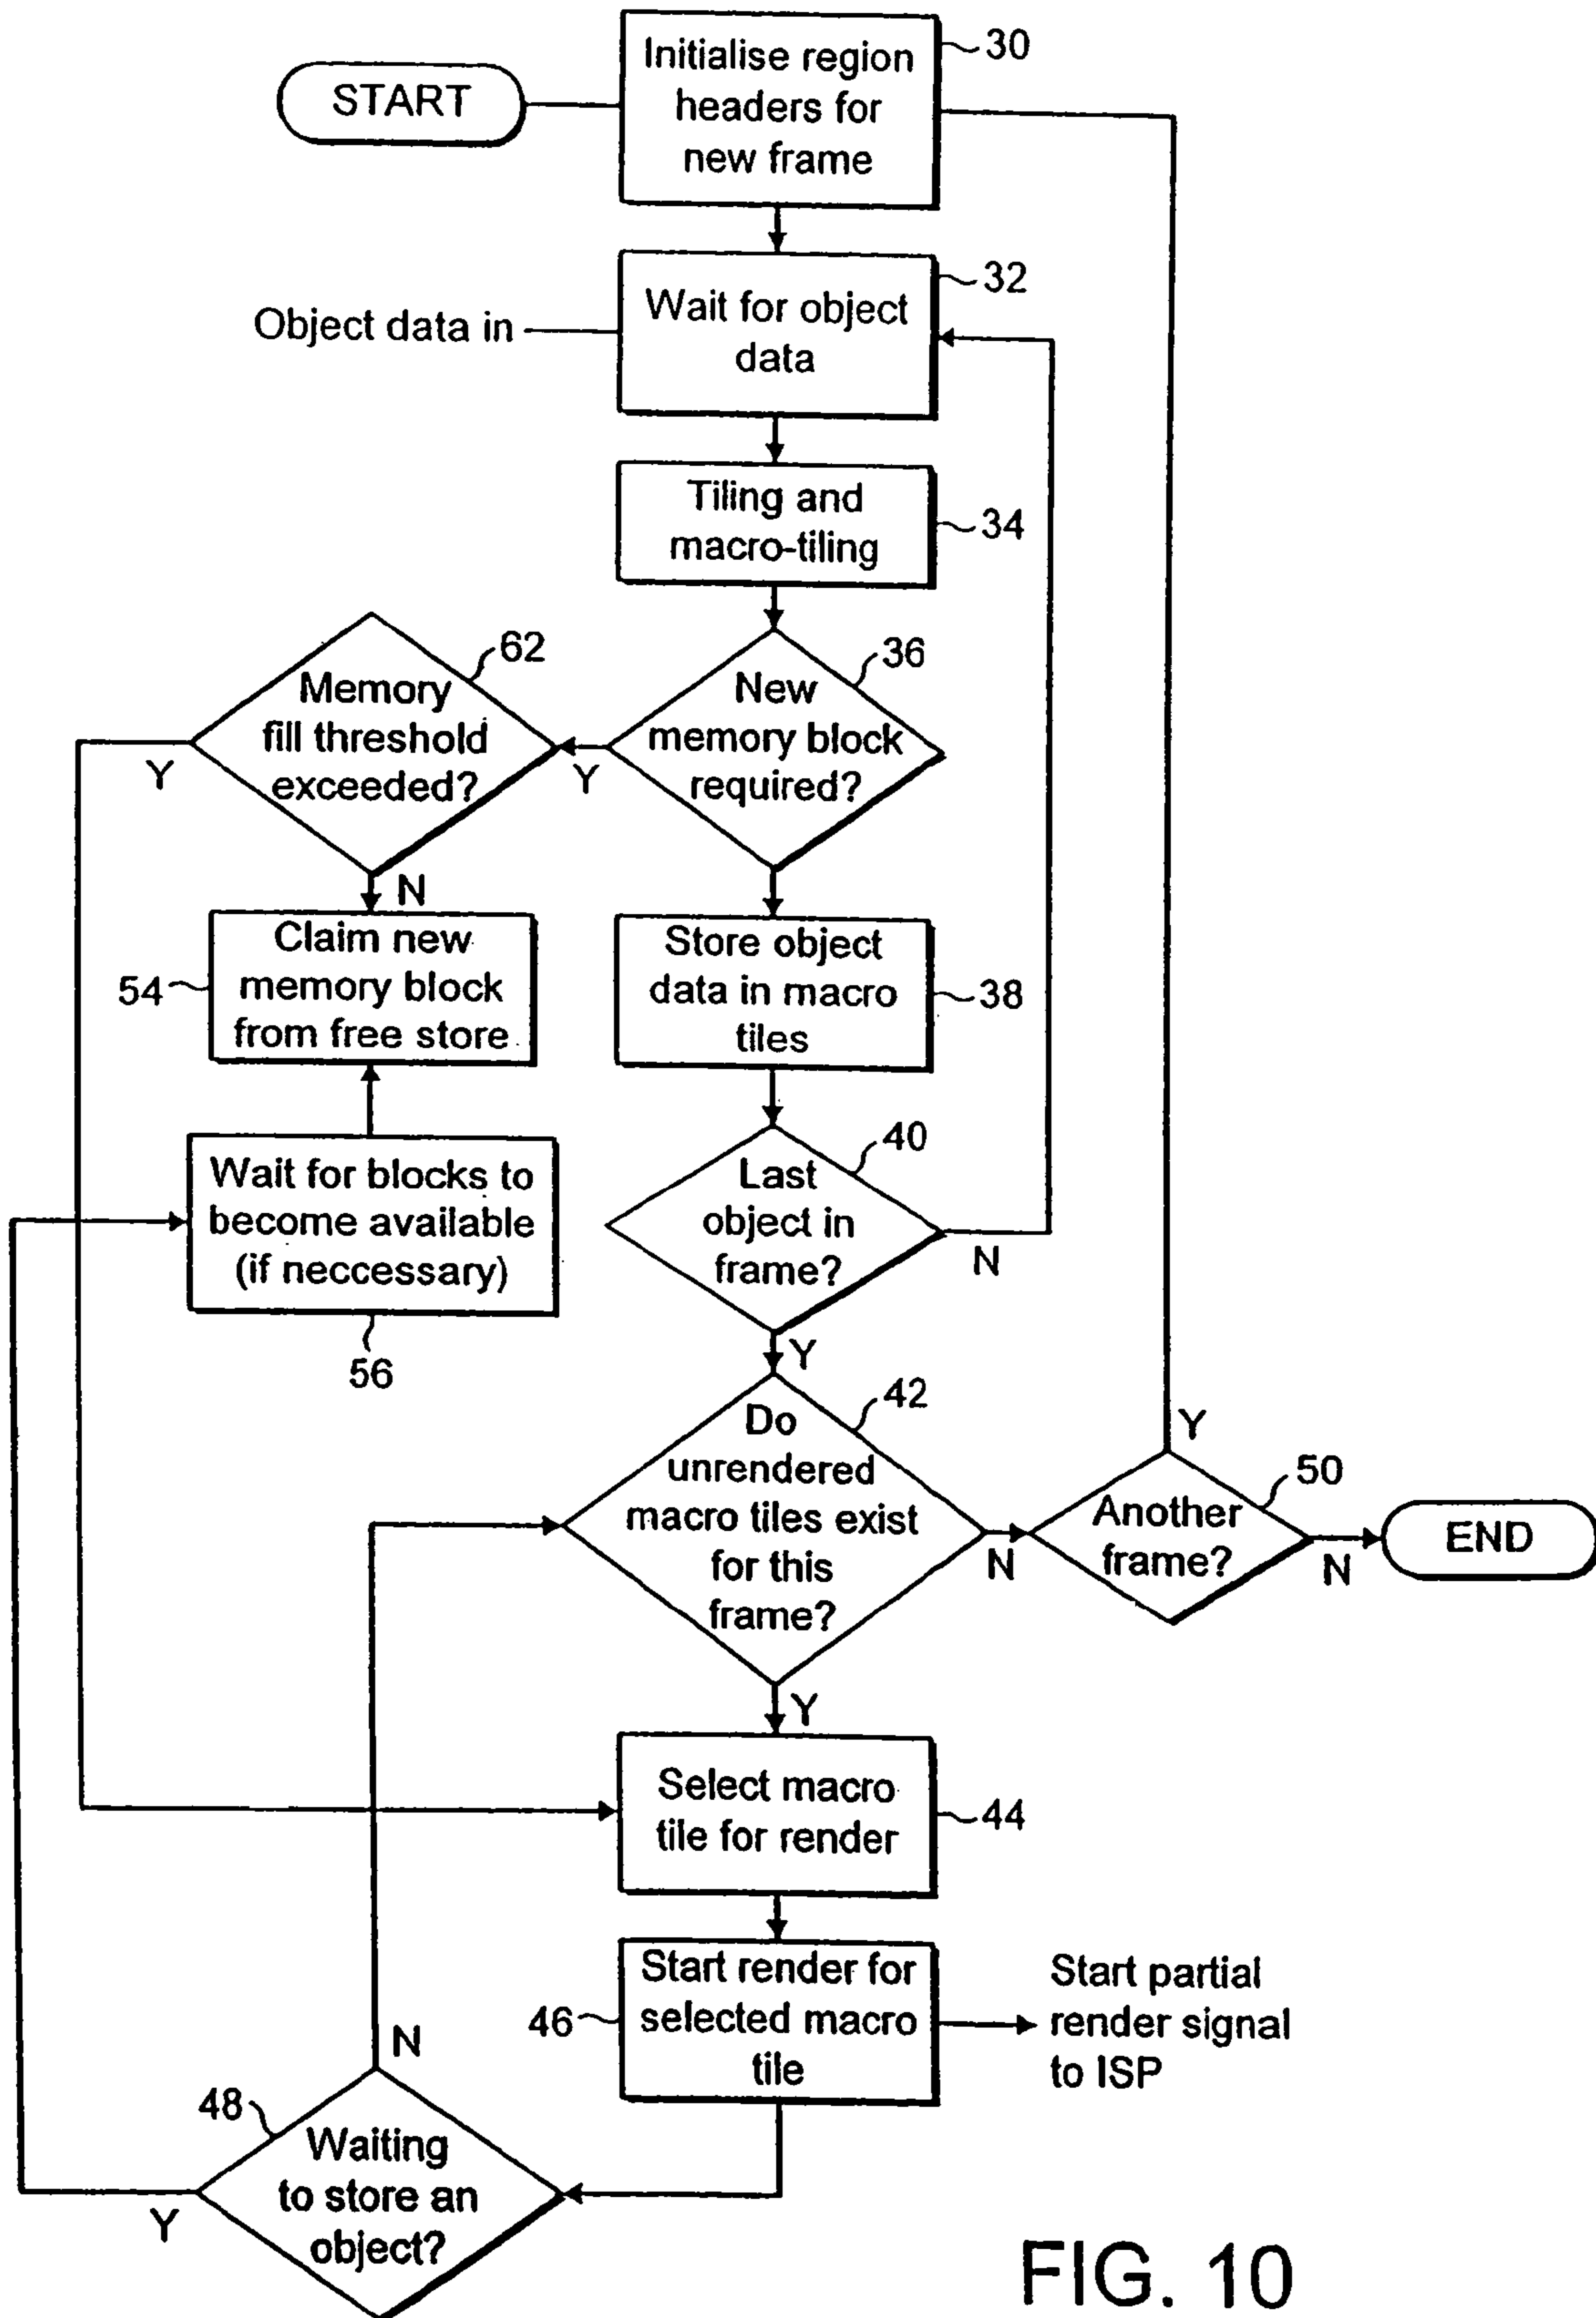 START
Initialise region
headers for
new frame
30
Object data in
Wait for object
data
32
Tiling and
macro-tiling
34
Memory
fill threshold
exceeded?
62
Y
N
New
memory block
required?
36
Y
Claim new
memory block
from free store
54
Store object
data in macro
tiles
38
Wait for blocks to
become available
(if neccessary)
56
Last
object in
frame?
40
N
Y
Do
unrendered
macro tiles exist
for this
frame?
42
N
Y
Another
frame?
50
Y
N
END
Select macro
tile for render
44
Start render for
selected macro
tile
46
Start partial
render signal
to ISP
Waiting
to store an
object?
48
N
Y
FIG. 10